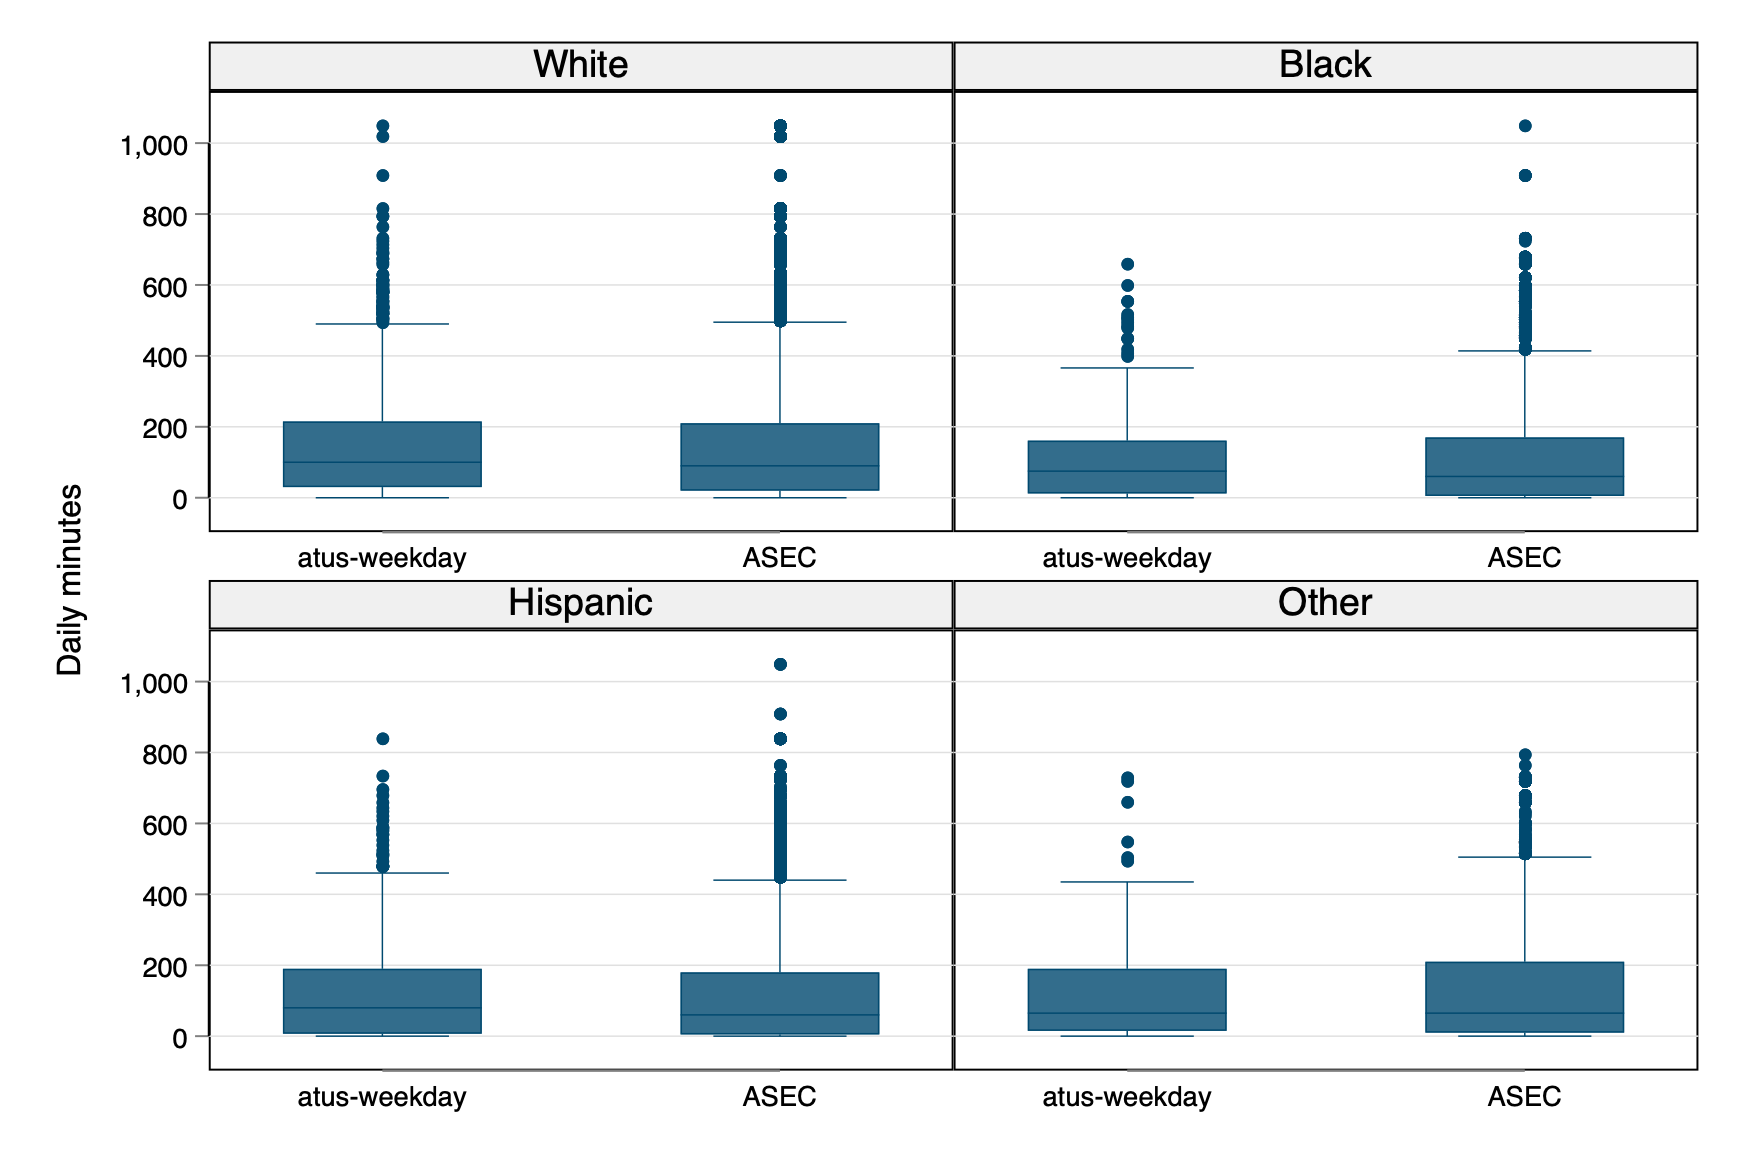 White
Black
1,000
800
600
400
200
0
atus-weekday
ASEC
atus-weekday
ASEC
Daily minutes
Hispanic
Other
1,000
800
600
400
200
0
atus-weekday
ASEC
atus-weekday
ASEC